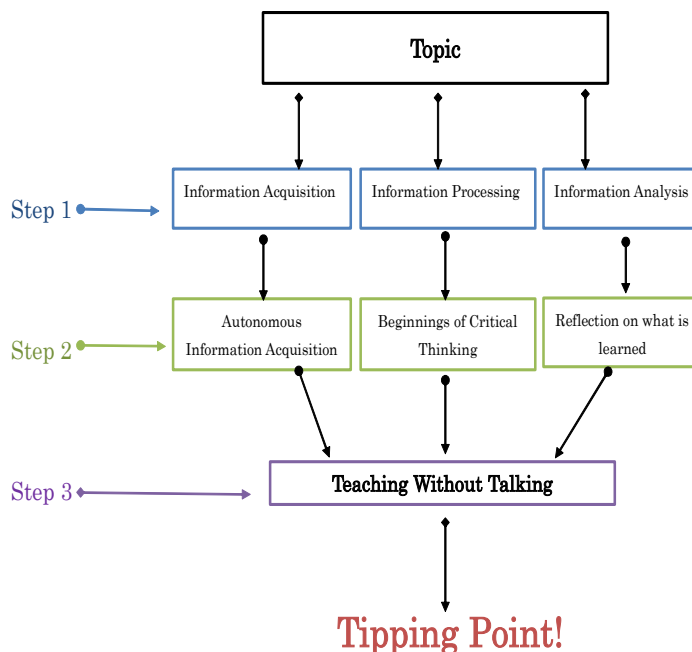 Topic
Step 1
Information Acquisition
Information Processing
Information Analysis
Step 2
Autonomous
Information Acquisition
Beginnings of Critical
Thinking
Reflection on what is
learned
Step 3
Teaching Without Talking
Tipping Point!